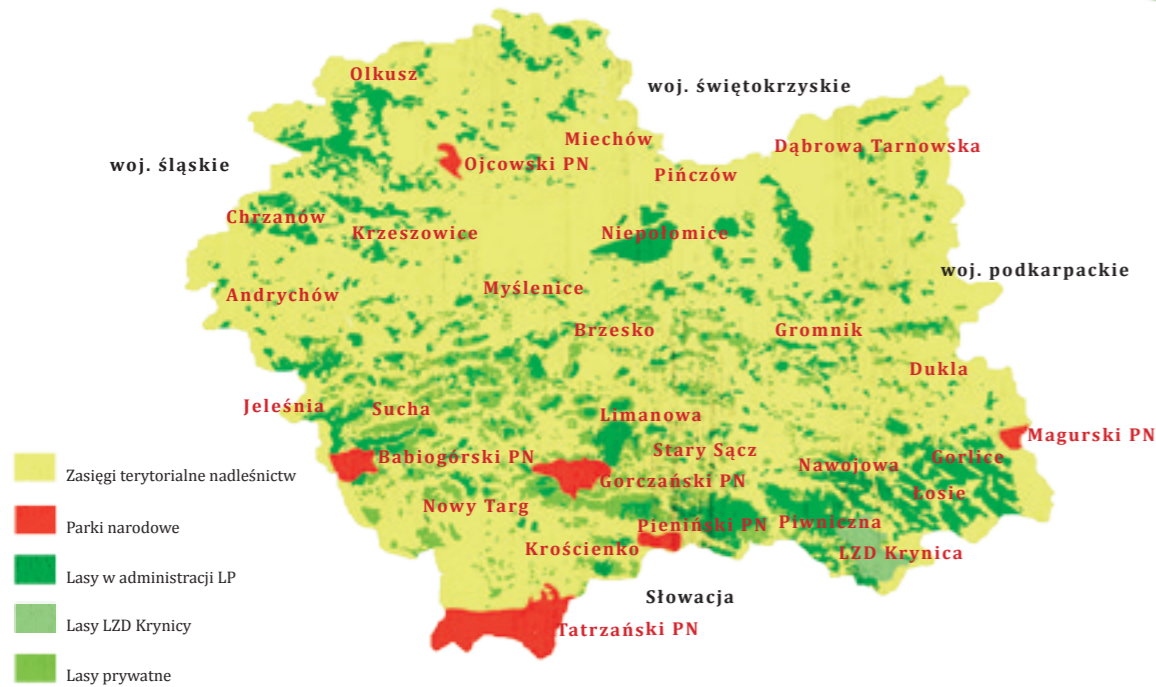 Olkusz
woj. świętokrzyskie
Miechów
Dąbrowa Tarnowska
woj. śląskie
Ojcowski PN
Pińczów
Chrzanów
Krzeszowice
Niepołomice
woj. podkarpackie
Myślenice
Andrychów
Brzesko
Gromnik
Dukla
Jeleśnia
Sucha
Limanowa
Magurski PN
Stary Sącz
Babiogórski PN
Nawojowa
Gorlice
Zasięgi terytorialne nadleśnictw
Gorczański PN
Łosie
Nowy Targ
Parki narodowe
Pieniński PN
Piwniczna
Krościenko
LZD Krynica
Lasy w administracji LP
Słowacja
Lasy LZD Krynicy
Tatrzański PN
Lasy prywatne